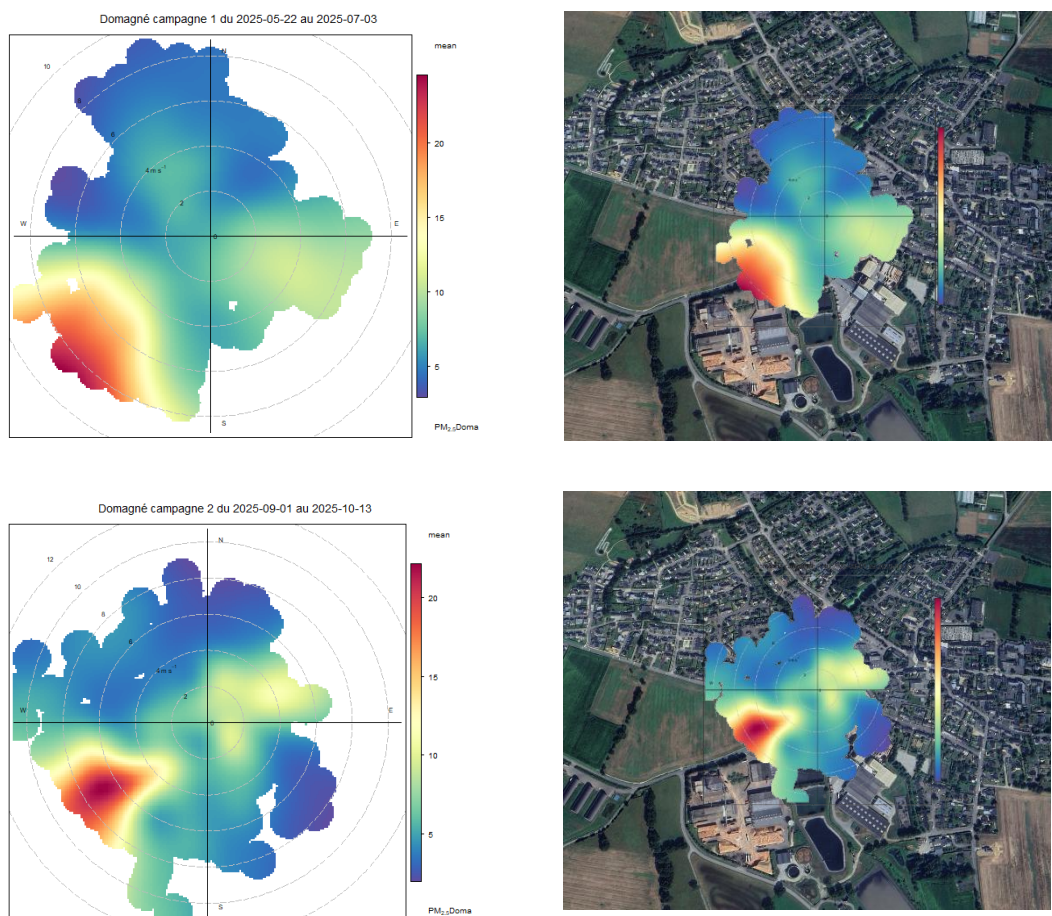 Domagné campagne 1 du 2025-05-22 au 2025-07-03
mean
10
8
6
4 m s⁻¹
2
0
W
E
S
20
15
10
5
PM₂.₅Doma
Domagné campagne 2 du 2025-09-01 au 2025-10-13
mean
12
N
10
8
6
4 m s⁻¹
2
0
W
E
S
20
15
10
5
PM₂.₅Doma